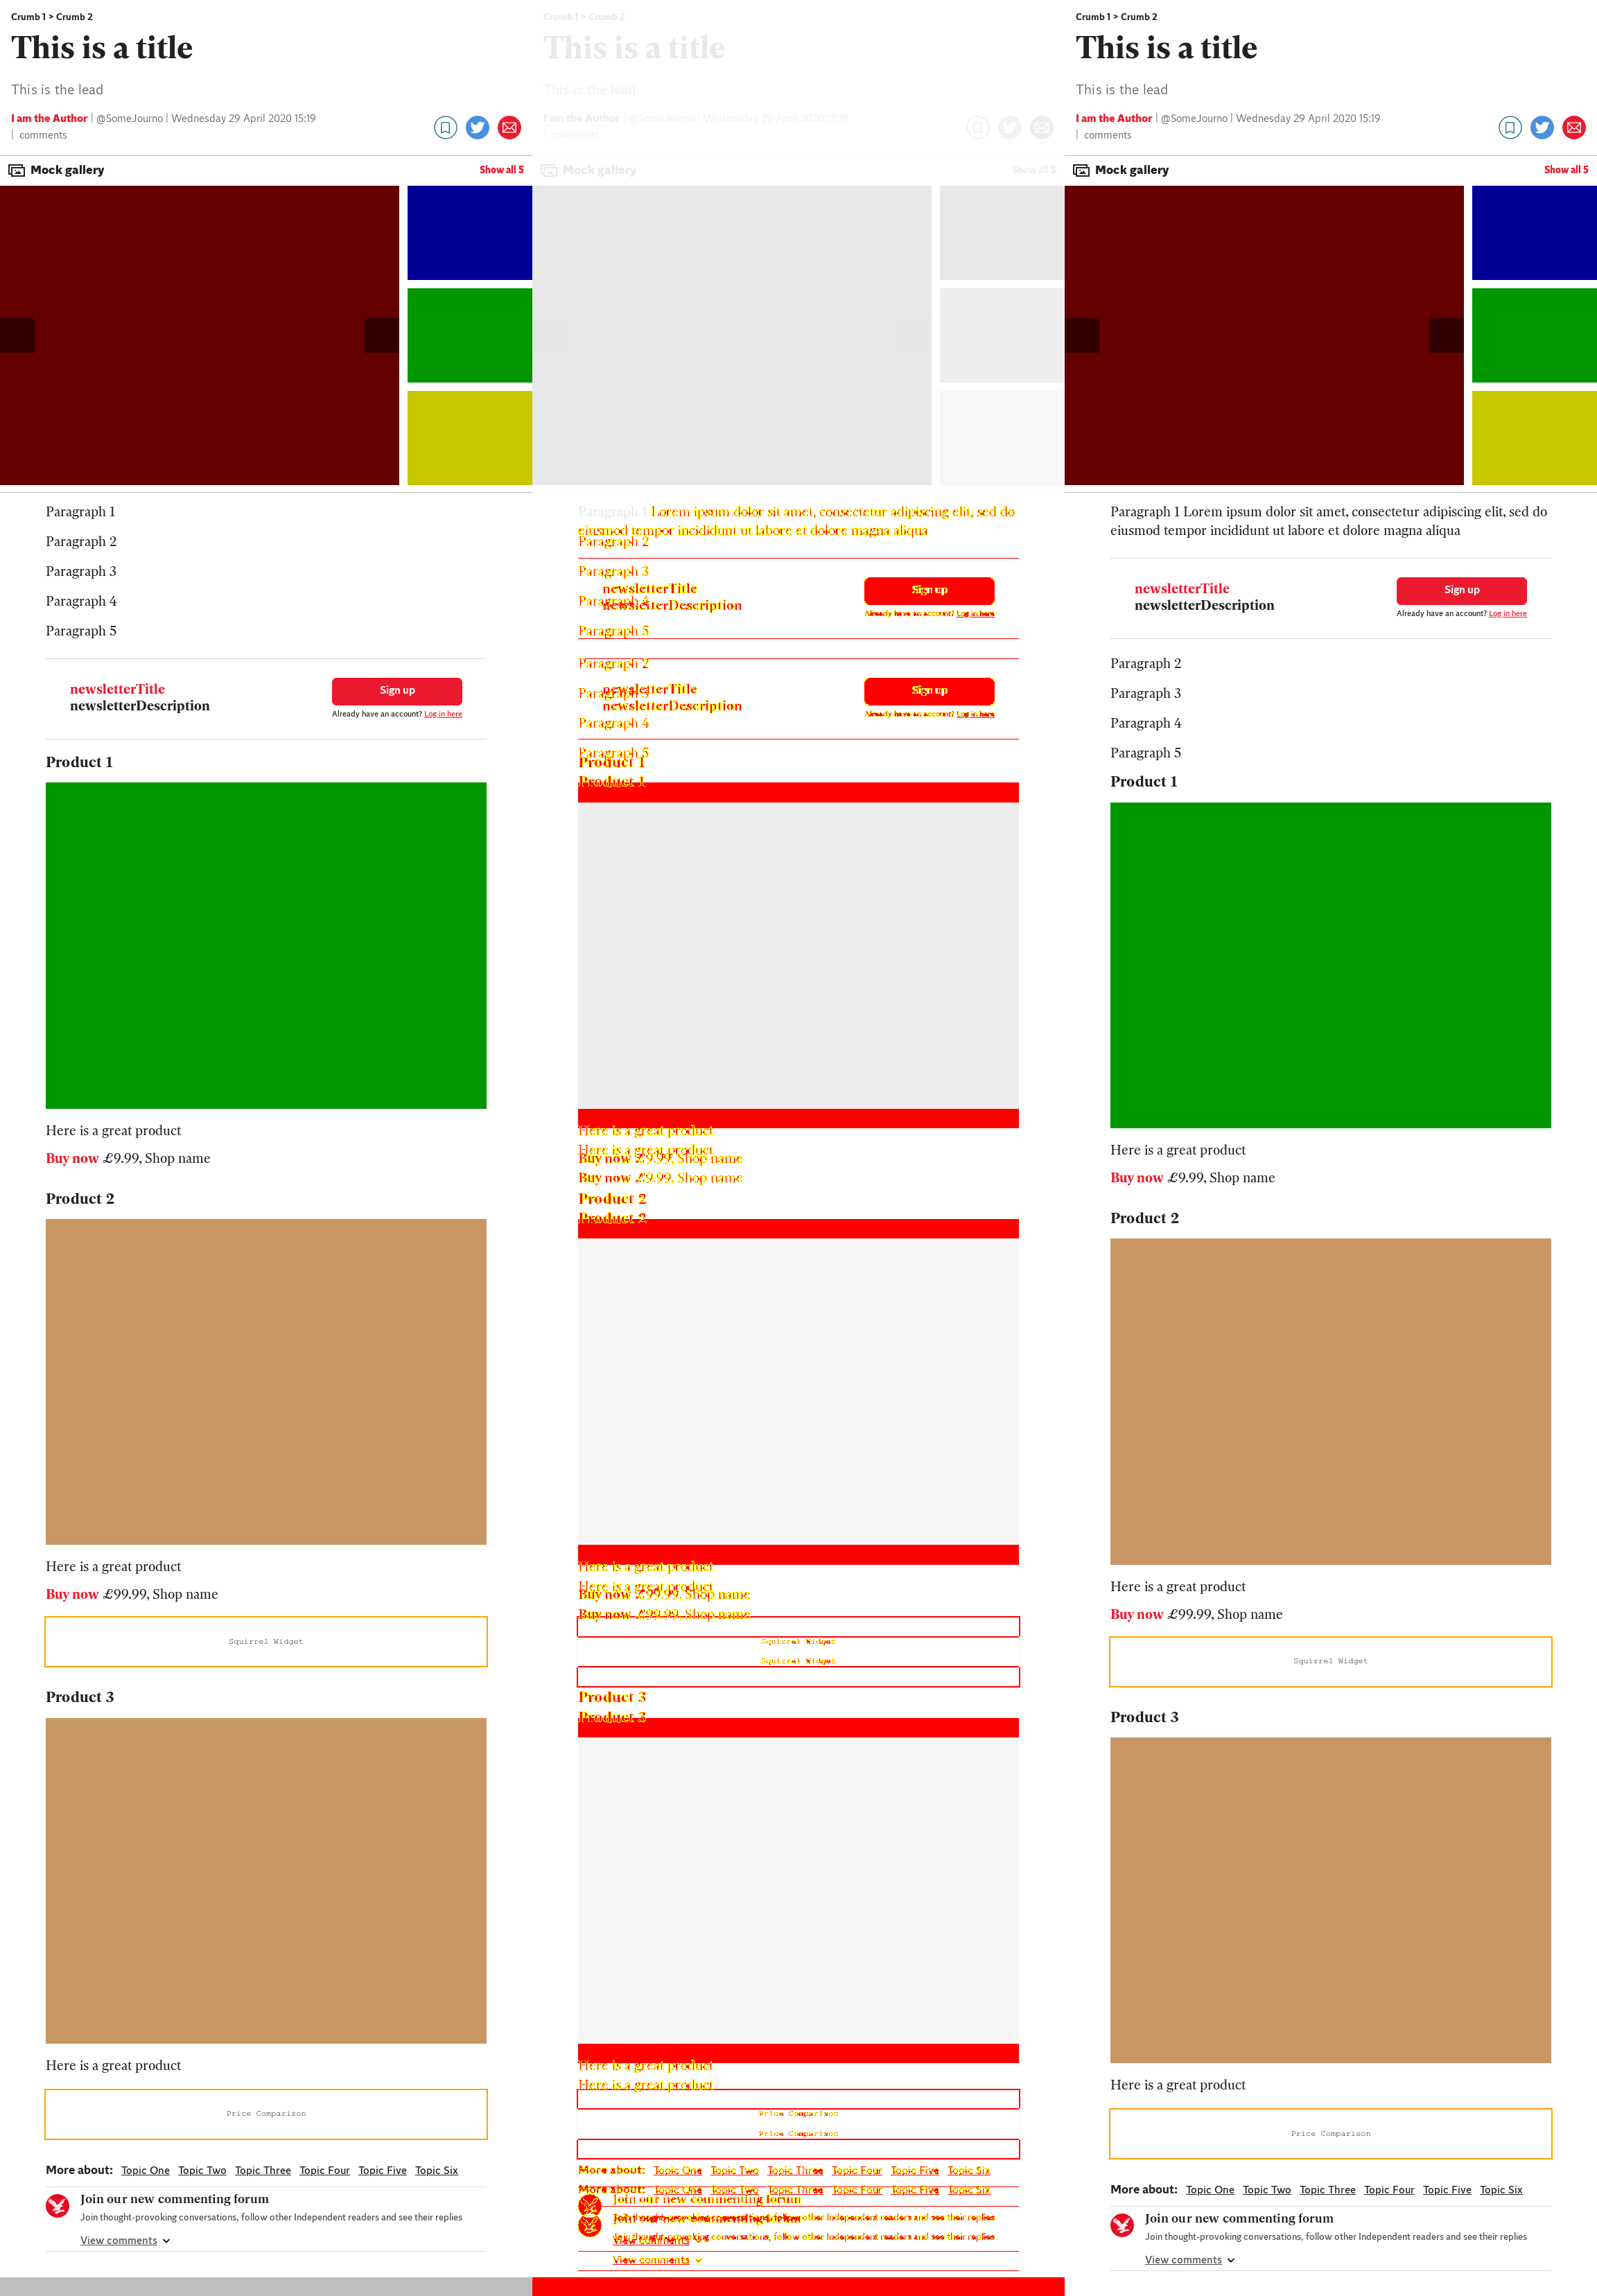 Crumb 1 > Crumb 2
This is a title
This is the lead
I am the Author | @SomeJourno | Wednesday 29 April 2020 15:19
| comments
Mock gallery
Show all 5
Paragraph 1
Paragraph 2
Paragraph 3
Paragraph 4
Paragraph 5
newsletterTitle
newsletterDescription
Sign up
Already have an account? Log in here
Product 1
Here is a great product
Buy now £9.99, Shop name
Product 2
Here is a great product
Buy now £99.99, Shop name
Squirrel Widget
Product 3
Here is a great product
Price Comparison
More about: Topic One Topic Two Topic Three Topic Four Topic Five Topic Six
Join our new commenting forum
Join thought-provoking conversations, follow other Independent readers and see their replies
View comments
Crumb 1 > Crumb 2
This is a title
This is the lead
I am the Author | @SomeJourno | Wednesday 29 April 2020 15:19
| comments
Mock gallery
Show all 5
Paragraph 1 Lorem ipsum dolor sit amet, consectetur adipiscing elit, sed do
eiusmod tempor incididunt ut labore et dolore magna aliqua
Paragraph 2
Paragraph 3
newsletterTitle
Paragraph 4
newsletterDescription
Sign up
Already have an account? Log in here
Paragraph 5
Paragraph 2
newsletterTitle
Paragraph 3
newsletterDescription
Sign up
Already have an account? Log in here
Paragraph 4
Paragraph 5
Product 1
Product 1
Here is a great product
Here is a great product
Buy now £9.99, Shop name
Buy now £9.99, Shop name
Product 2
Product 2
Here is a great product
Here is a great product
Buy now £99.99, Shop name
Buy now £99.99, Shop name
Squirrel Widget
Squirrel Widget
Product 3
Product 3
Here is a great product
Here is a great product
Price Comparison
Price Comparison
More about: Topic One Topic Two Topic Three Topic Four Topic Five Topic Six
More about: Topic One Topic Two Topic Three Topic Four Topic Five Topic Six
Join our new commenting forum
Join our new commenting forum
Join thought-provoking conversations, follow other Independent readers and see their replies
Join thought-provoking conversations, follow other Independent readers and see their replies
View comments
View comments
Crumb 1 > Crumb 2
This is a title
This is the lead
I am the Author | @SomeJourno | Wednesday 29 April 2020 15:19
| comments
Mock gallery
Show all 5
Paragraph 1 Lorem ipsum dolor sit amet, consectetur adipiscing elit, sed do
eiusmod tempor incididunt ut labore et dolore magna aliqua
newsletterTitle
newsletterDescription
Sign up
Already have an account? Log in here
Paragraph 2
Paragraph 3
Paragraph 4
Paragraph 5
Product 1
Here is a great product
Buy now £9.99, Shop name
Product 2
Here is a great product
Buy now £99.99, Shop name
Squirrel Widget
Product 3
Here is a great product
Price Comparison
More about: Topic One Topic Two Topic Three Topic Four Topic Five Topic Six
Join our new commenting forum
Join thought-provoking conversations, follow other Independent readers and see their replies
View comments